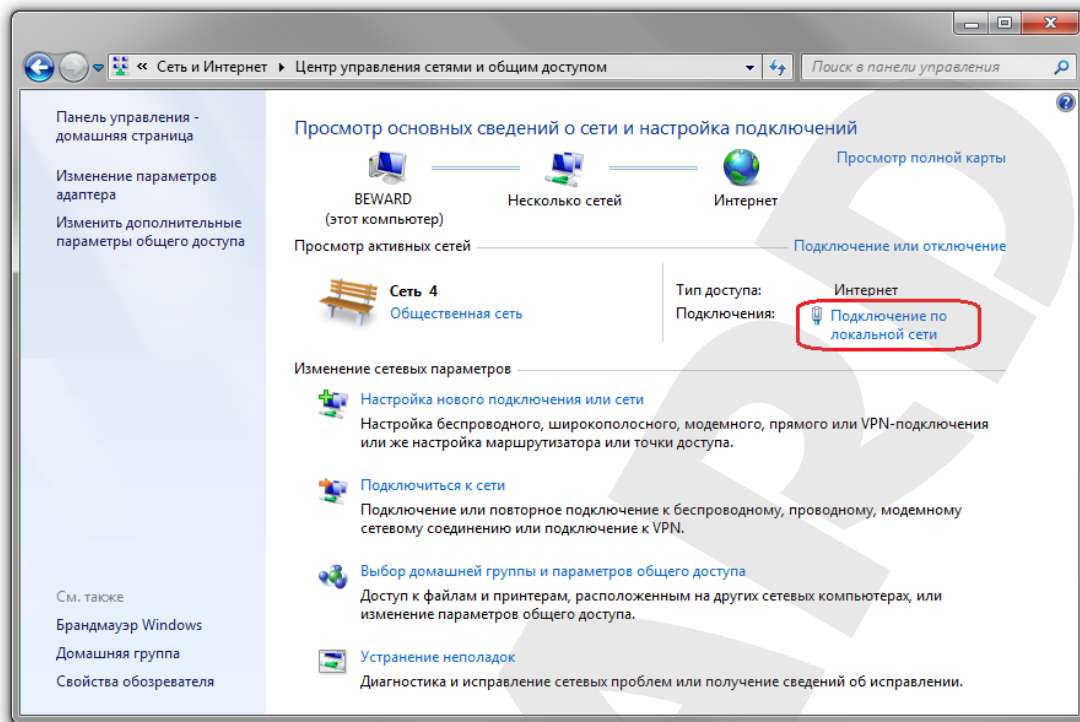 « Сеть и Интернет ▸ Центр управления сетями и общим доступом
Поиск в панели управления
Панель управления -
домашняя страница
Изменение параметров
адаптера
Изменить дополнительные
параметры общего доступа
См. также
Брандмауэр Windows
Домашняя группа
Свойства обозревателя
Просмотр основных сведений о сети и настройка подключений
Просмотр полной карты
BEWARD
(этот компьютер)
Несколько сетей
Интернет
Просмотр активных сетей
Подключение или отключение
Сеть 4
Общественная сеть
Тип доступа: Интернет
Подключения: Подключение по
локальной сети
Изменение сетевых параметров
Настройка нового подключения или сети
Настройка беспроводного, широкополосного, модемного, прямого или VPN-подключения
или же настройка маршрутизатора или точки доступа.
Подключиться к сети
Подключение или повторное подключение к беспроводному, проводному, модемному
сетевому соединению или подключение к VPN.
Выбор домашней группы и параметров общего доступа
Доступ к файлам и принтерам, расположенным на других сетевых компьютерах, или
изменение параметров общего доступа.
Устранение неполадок
Диагностика и исправление сетевых проблем или получение сведений об исправлении.
ARD